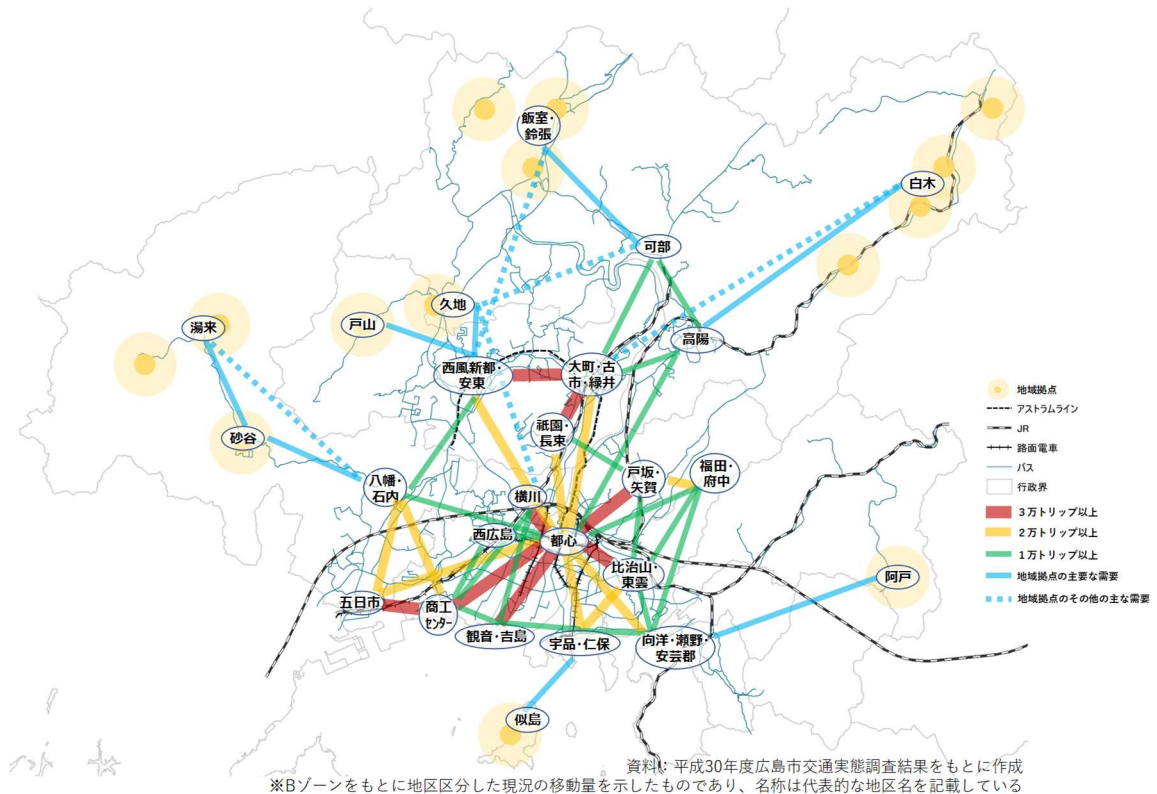 飯室・
鈴張
白木
可部
久地
湯来
戸山
高陽
西風新都・
安東
大町・古
市・緑井
祇園・
長束
砂谷
戸坂・
矢賀
福田・
府中
八幡・
石内
横川
西広島
都心
比治山・
東雲
阿戸
五日市
商工
センター
観音・吉島
宇品・仁保
向洋・瀬野・
安芸郡
似島
地域拠点
アストラムライン
JR
路面電車
バス
行政界
3万トリップ以上
2万トリップ以上
1万トリップ以上
地域拠点の主要な需要
地域拠点のその他の主な需要
資料:平成30年度広島市交通実態調査結果をもとに作成
※Bゾーンをもとに地区区分した現況の移動量を示したものであり、名称は代表的な地区名を記載している